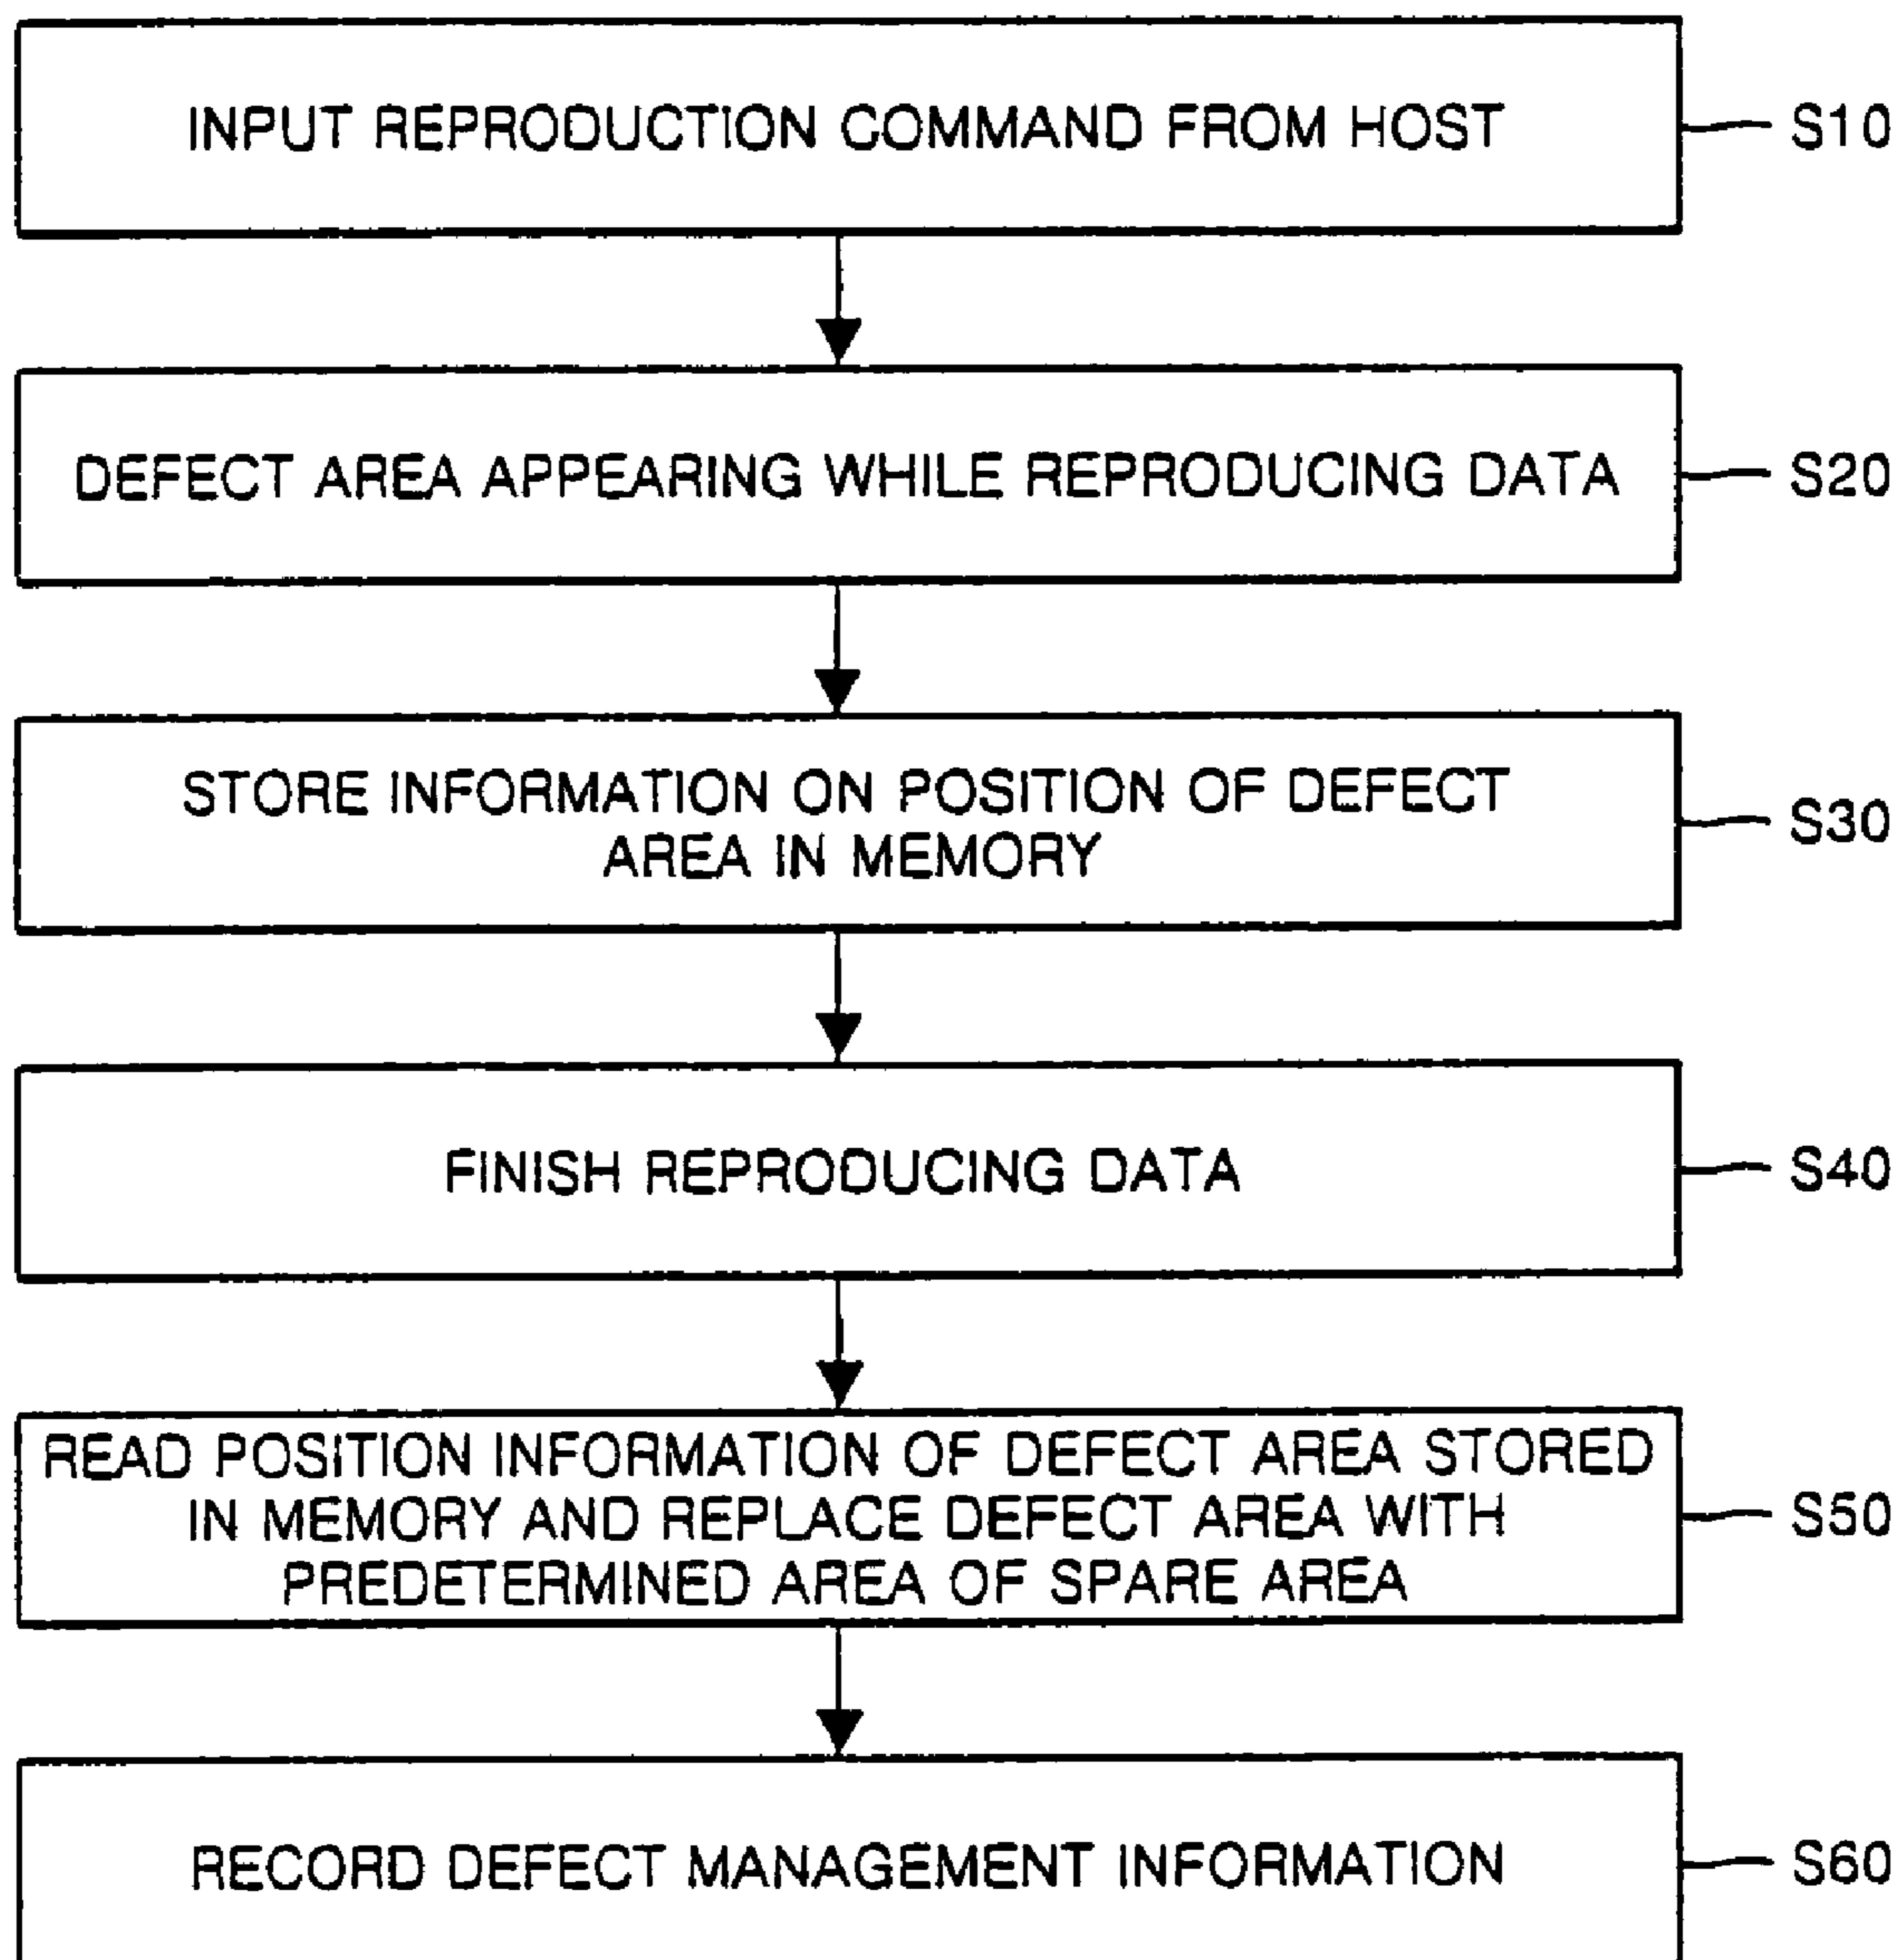 INPUT REPRODUCTION COMMAND FROM HOST
S10
DEFECT AREA APPEARING WHILE REPRODUCING DATA
S20
STORE INFORMATION ON POSITION OF DEFECT
AREA IN MEMORY
S30
FINISH REPRODUCING DATA
S40
READ POSITION INFORMATION OF DEFECT AREA STORED
IN MEMORY AND REPLACE DEFECT AREA WITH
PREDETERMINED AREA OF SPARE AREA
S50
RECORD DEFECT MANAGEMENT INFORMATION
S60